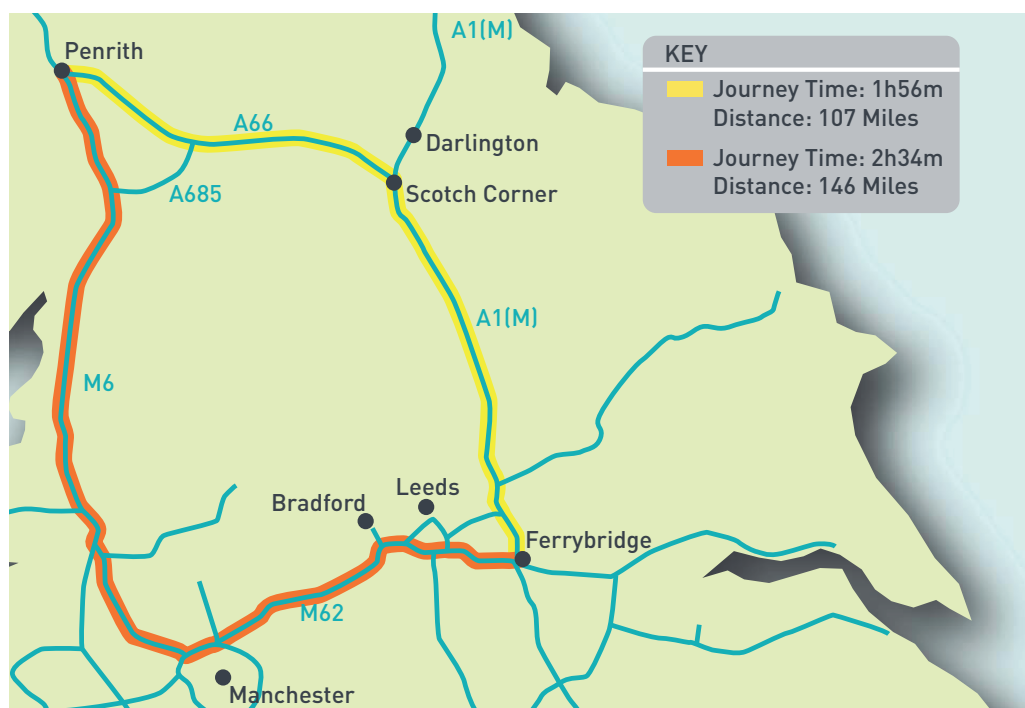 A1(M)
KEY
Penrith
Journey Time: 1h56m
Distance: 107 Miles
A66
Darlington
Journey Time: 2h34m
Distance: 146 Miles
A685
Scotch Corner
A1(M)
M6
Leeds
Bradford
Ferrybridge
M62
Manchester